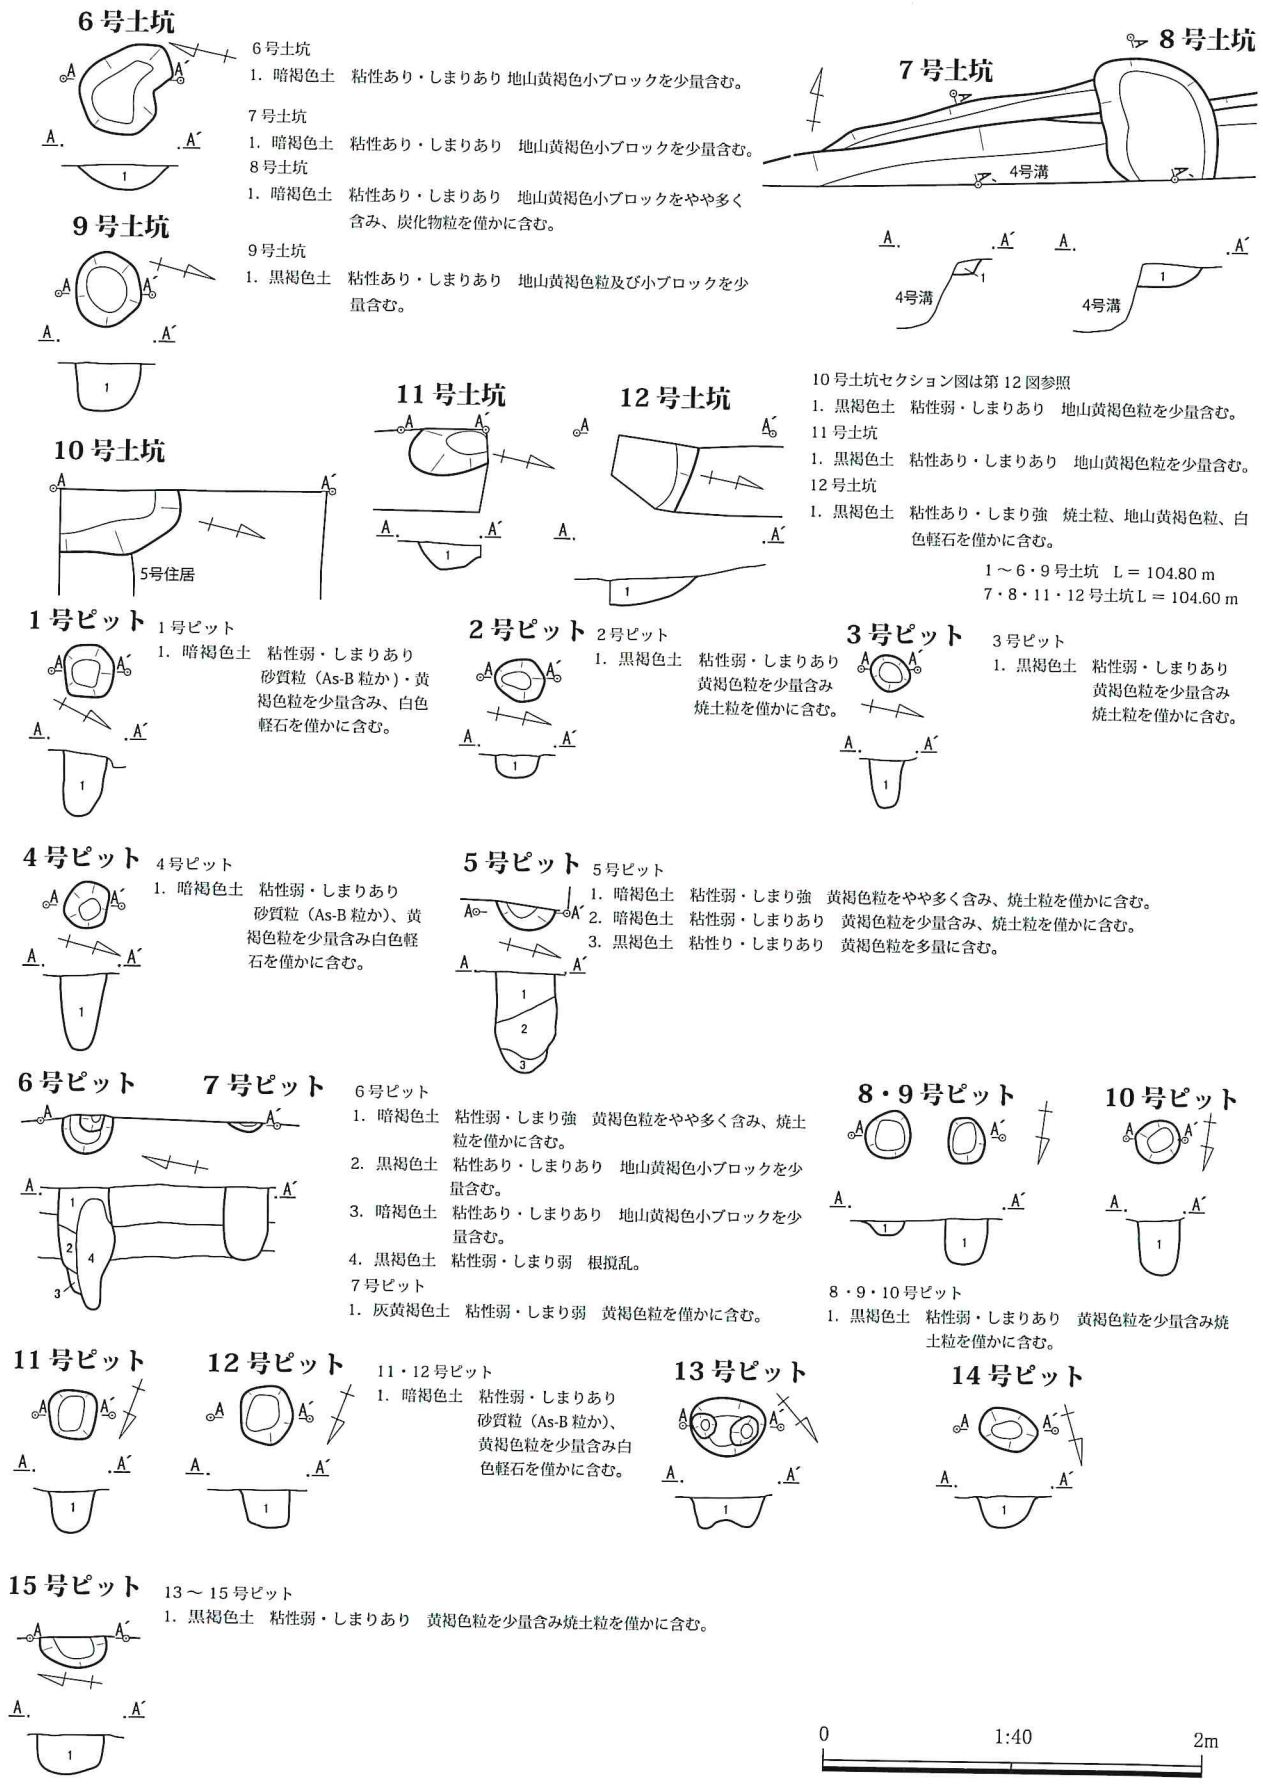 6号土坑
A A´
A. .A´
1
6号土坑
1. 暗褐色土　粘性あり・しまりあり 地山黄褐色小ブロックを少量含む。
7号土坑
1. 暗褐色土　粘性あり・しまりあり　地山黄褐色小ブロックを少量含む。
8号土坑
1. 暗褐色土　粘性あり・しまりあり　地山黄褐色小ブロックをやや多く
含み、炭化物粒を僅かに含む。
9号土坑
1. 黒褐色土　粘性あり・しまりあり　地山黄褐色粒及び小ブロックを少
量含む。
7号土坑
8号土坑
A A
A´ A´
4号溝
A. .A´
4号溝
1
A. .A´
4号溝
1
9号土坑
A A´
A. .A´
1
10号土坑
A A´
5号住居
11号土坑
A A´
A. .A´
1
12号土坑
A A´
A. .A´
1
10号土坑セクション図は第12図参照
1. 黒褐色土　粘性弱・しまりあり　地山黄褐色粒を少量含む。
11号土坑
1. 黒褐色土　粘性あり・しまりあり　地山黄褐色粒を少量含む。
12号土坑
1. 黒褐色土　粘性あり・しまり強　焼土粒、地山黄褐色粒、白
色軽石を僅かに含む。
1～6・9号土坑　L = 104.80 m
7・8・11・12号土坑 L = 104.60 m
1号ピット
A A´
A. .A´
1
1号ピット
1. 暗褐色土　粘性弱・しまりあり
砂質粒（As-B 粒か）・黄
褐色粒を少量含み、白色
軽石を僅かに含む。
2号ピット
A A´
A. .A´
1
2号ピット
1. 黒褐色土　粘性弱・しまりあり
黄褐色粒を少量含み
焼土粒を僅かに含む。
3号ピット
A A´
A. .A´
1
3号ピット
1. 黒褐色土　粘性弱・しまりあり
黄褐色粒を少量含み
焼土粒を僅かに含む。
4号ピット
A A´
A. .A´
1
4号ピット
1. 暗褐色土　粘性弱・しまりあり
砂質粒（As-B 粒か）、黄
褐色粒を少量含み白色軽
石を僅かに含む。
5号ピット
A A´
A. .A´
1
2
3
5号ピット
1. 暗褐色土　粘性弱・しまり強　黄褐色粒をやや多く含み、焼土粒を僅かに含む。
2. 暗褐色土　粘性弱・しまりあり　黄褐色粒を少量含み、焼土粒を僅かに含む。
3. 黒褐色土　粘性り・しまりあり　黄褐色粒を多量に含む。
6号ピット
7号ピット
A A´
A. .A´
1
2 4
3
6号ピット
1. 暗褐色土　粘性弱・しまり強　黄褐色粒をやや多く含み、焼土
粒を僅かに含む。
2. 黒褐色土　粘性あり・しまりあり　地山黄褐色小ブロックを少
量含む。
3. 暗褐色土　粘性あり・しまりあり　地山黄褐色小ブロックを少
量含む。
4. 黒褐色土　粘性弱・しまり弱　根撹乱。
7号ピット
1. 灰黄褐色土　粘性弱・しまり弱　黄褐色粒を僅かに含む。
8・9号ピット
A A´
A. .A´
1 1
10号ピット
A A´
A. .A´
1
8・9・10号ピット
1. 黒褐色土　粘性弱・しまりあり　黄褐色粒を少量含み焼
土粒を僅かに含む。
11号ピット
A A´
A. .A´
1
12号ピット
A A´
A. .A´
1
11・12号ピット
1. 暗褐色土　粘性弱・しまりあり
砂質粒（As-B 粒か）、
黄褐色粒を少量含み白
色軽石を僅かに含む。
13号ピット
A A´
A. .A´
1
14号ピット
A A´
A. .A´
1
15号ピット
A A´
A. .A´
1
13～15号ピット
1. 黒褐色土　粘性弱・しまりあり　黄褐色粒を少量含み焼土粒を僅かに含む。
0 1:40 2m